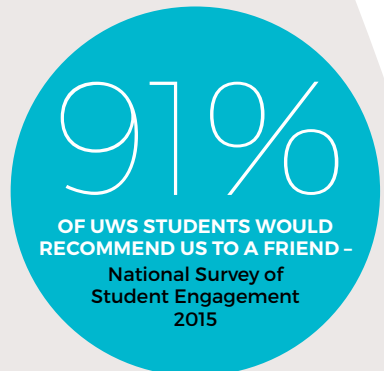 91%
OF UWS STUDENTS WOULD
RECOMMEND US TO A FRIEND –
National Survey of
Student Engagement
2015